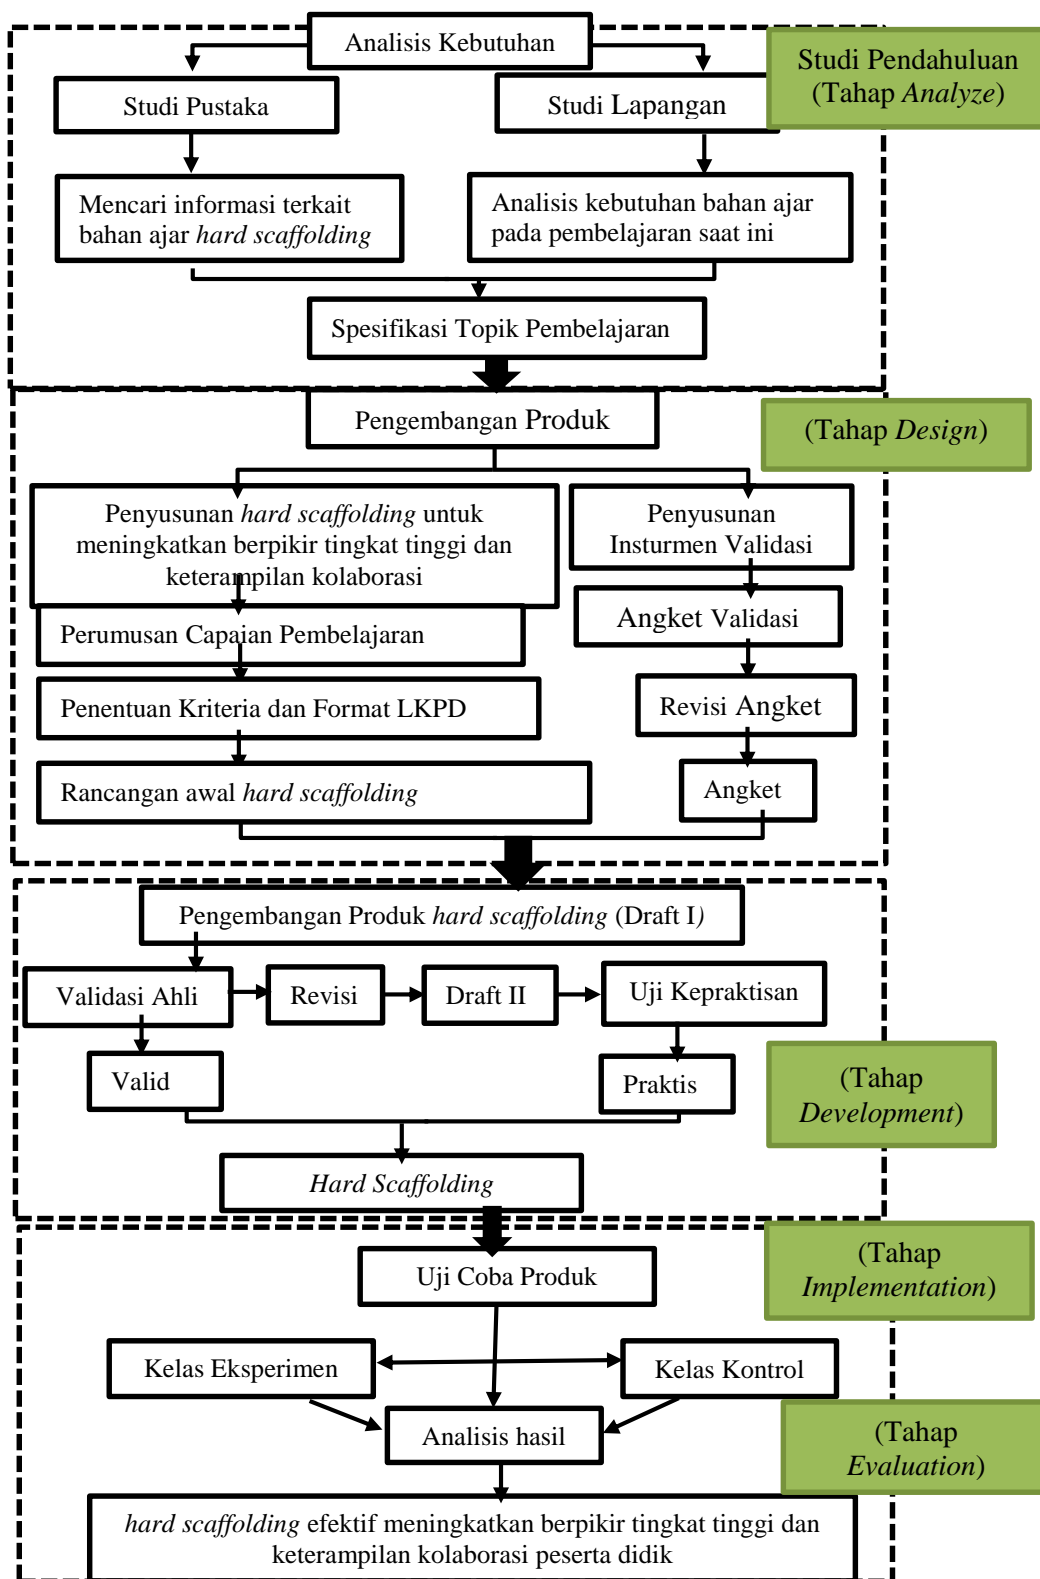 Analisis Kebutuhan
Studi Pendahuluan
(Tahap Analyze)
Studi Pustaka
Studi Lapangan
Mencari informasi terkait
bahan ajar hard scaffolding
Analisis kebutuhan bahan ajar
pada pembelajaran saat ini
Spesifikasi Topik Pembelajaran
Pengembangan Produk
(Tahap Design)
Penyusunan hard scaffolding untuk
meningkatkan berpikir tingkat tinggi dan
keterampilan kolaborasi
Penyusunan
Insturmen Validasi
Perumusan Capaian Pembelajaran
Angket Validasi
Penentuan Kriteria dan Format LKPD
Revisi Angket
Rancangan awal hard scaffolding
Angket
Pengembangan Produk hard scaffolding (Draft I)
Validasi Ahli
Revisi
Draft II
Uji Kepraktisan
Valid
Praktis
(Tahap
Development)
Hard Scaffolding
(Tahap
Implementation)
Uji Coba Produk
Kelas Eksperimen
Kelas Kontrol
Analisis hasil
(Tahap
Evaluation)
hard scaffolding efektif meningkatkan berpikir tingkat tinggi dan
keterampilan kolaborasi peserta didik